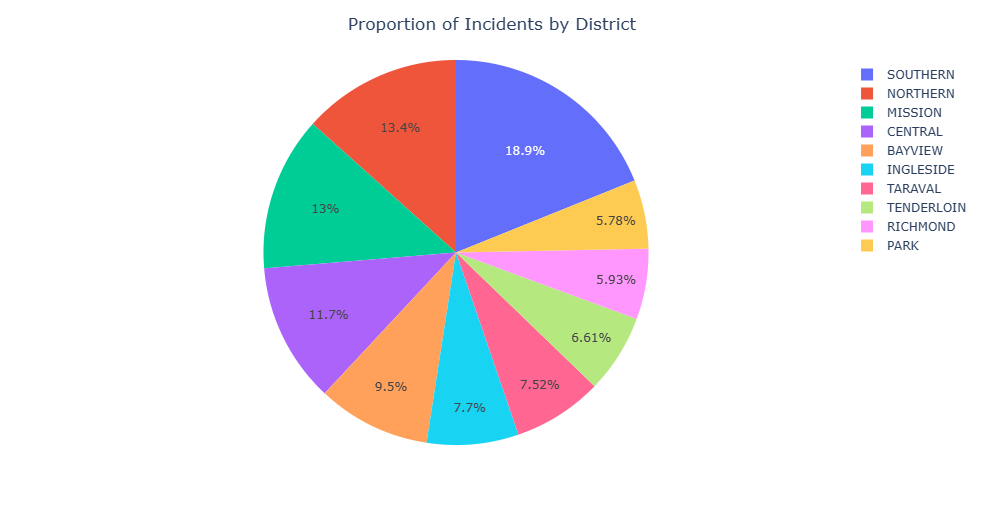 Proportion of Incidents by District
SOUTHERN
NORTHERN
MISSION
CENTRAL
BAYVIEW
INGLESIDE
TARAVAL
TENDERLOIN
RICHMOND
PARK
13.4%
18.9%
13%
5.78%
5.93%
11.7%
6.61%
7.52%
9.5%
7.7%